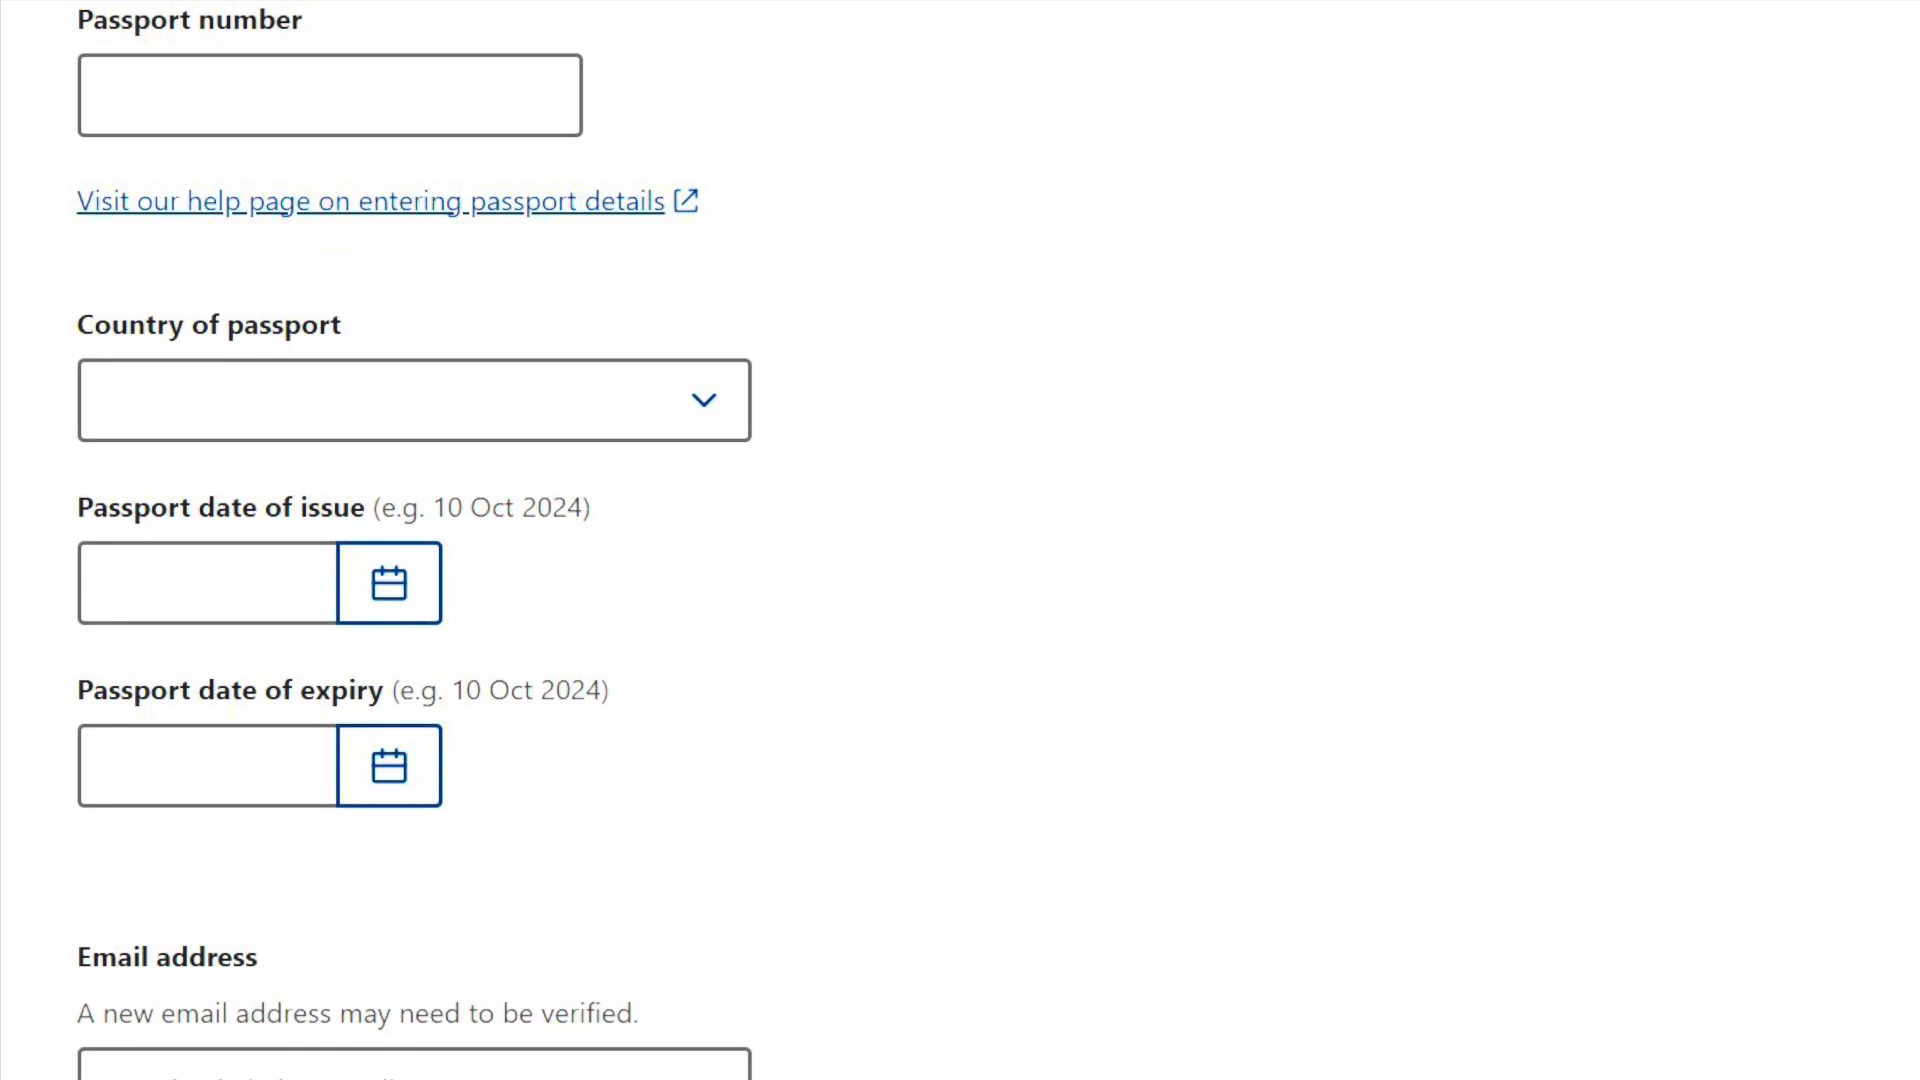 Passport number
Visit our help page on entering passport details
Country of passport
Passport date of issue (e.g. 10 Oct 2024)
Passport date of expiry (e.g. 10 Oct 2024)
Email address
A new email address may need to be verified.